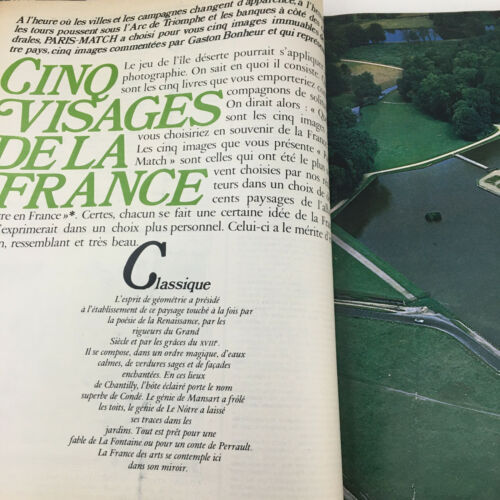 A l'heure où les villes et les campagnes changent d'apparence, à l'heure où
les tours poussent sous l'Arc de Triomphe et les banques à côté des
drales, PARIS-MATCH a choisi pour vous cinq images immuables
tre pays, cinq images commentées par Gaston Bonheur et qui
CINQ
VISAGES
DE LA
FRANCE
Le jeu de l'île déserte pourrait s'appliquer
photographie. On sait en quoi il consiste.
sont les cinq livres que vous emporteriez
compagnons de
On dirait alors : «
sont les cinq images
vous choisiriez en souvenir de la France
Les cinq images que vous présente «
Match » sont celles qui ont été le plus
vent choisies par nos
teurs dans un choix de
cents paysages de l'al
re en France »*. Certes, chacun se fait une certaine idée de la
'exprimerait dans un choix plus personnel. Celui-ci a le mérite d'
n, ressemblant et très beau.
Classique
L'esprit de géométrie a présidé
à l'établissement de ce paysage touché à la fois par
la poésie de la Renaissance, par les
rigueurs du Grand
Siècle et par les grâces du XVIIIe.
Il se compose, dans un ordre magique, d'eaux
calmes, de verdures sages et de façades
enchantées. En ces lieux
de Chantilly, l'hôte éclairé porte le nom
superbe de Condé. Le génie de Mansart a frôlé
les toits, le génie de Le Nôtre a laissé
ses traces dans les
jardins. Tout est prêt pour une
fable de La Fontaine ou pour un conte de Perrault.
La France des arts se contemple ici
dans son miroir.